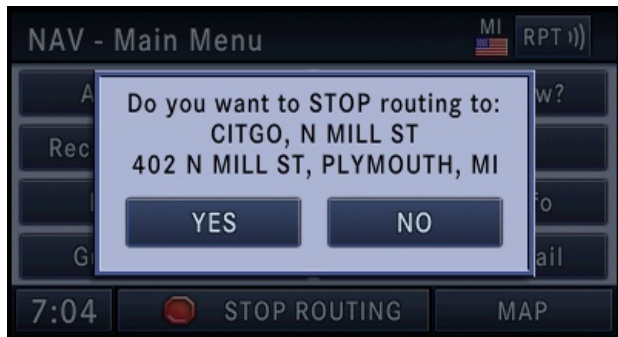 NAV - Main Menu
MI
RPT
Do you want to STOP routing to:
CITGO, N MILL ST
402 N MILL ST, PLYMOUTH, MI
YES
NO
7:04
STOP ROUTING
MAP